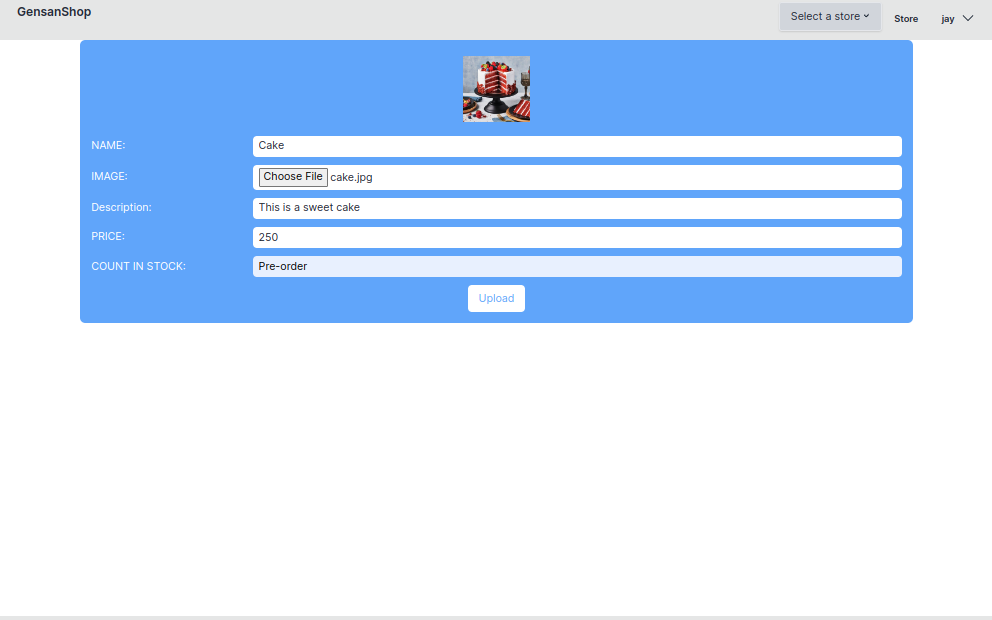 GensanShop
Select a store
Store
jay
NAME:
Cake
IMAGE:
Choose File cake.jpg
Description:
This is a sweet cake
PRICE:
250
COUNT IN STOCK:
Pre-order
Upload